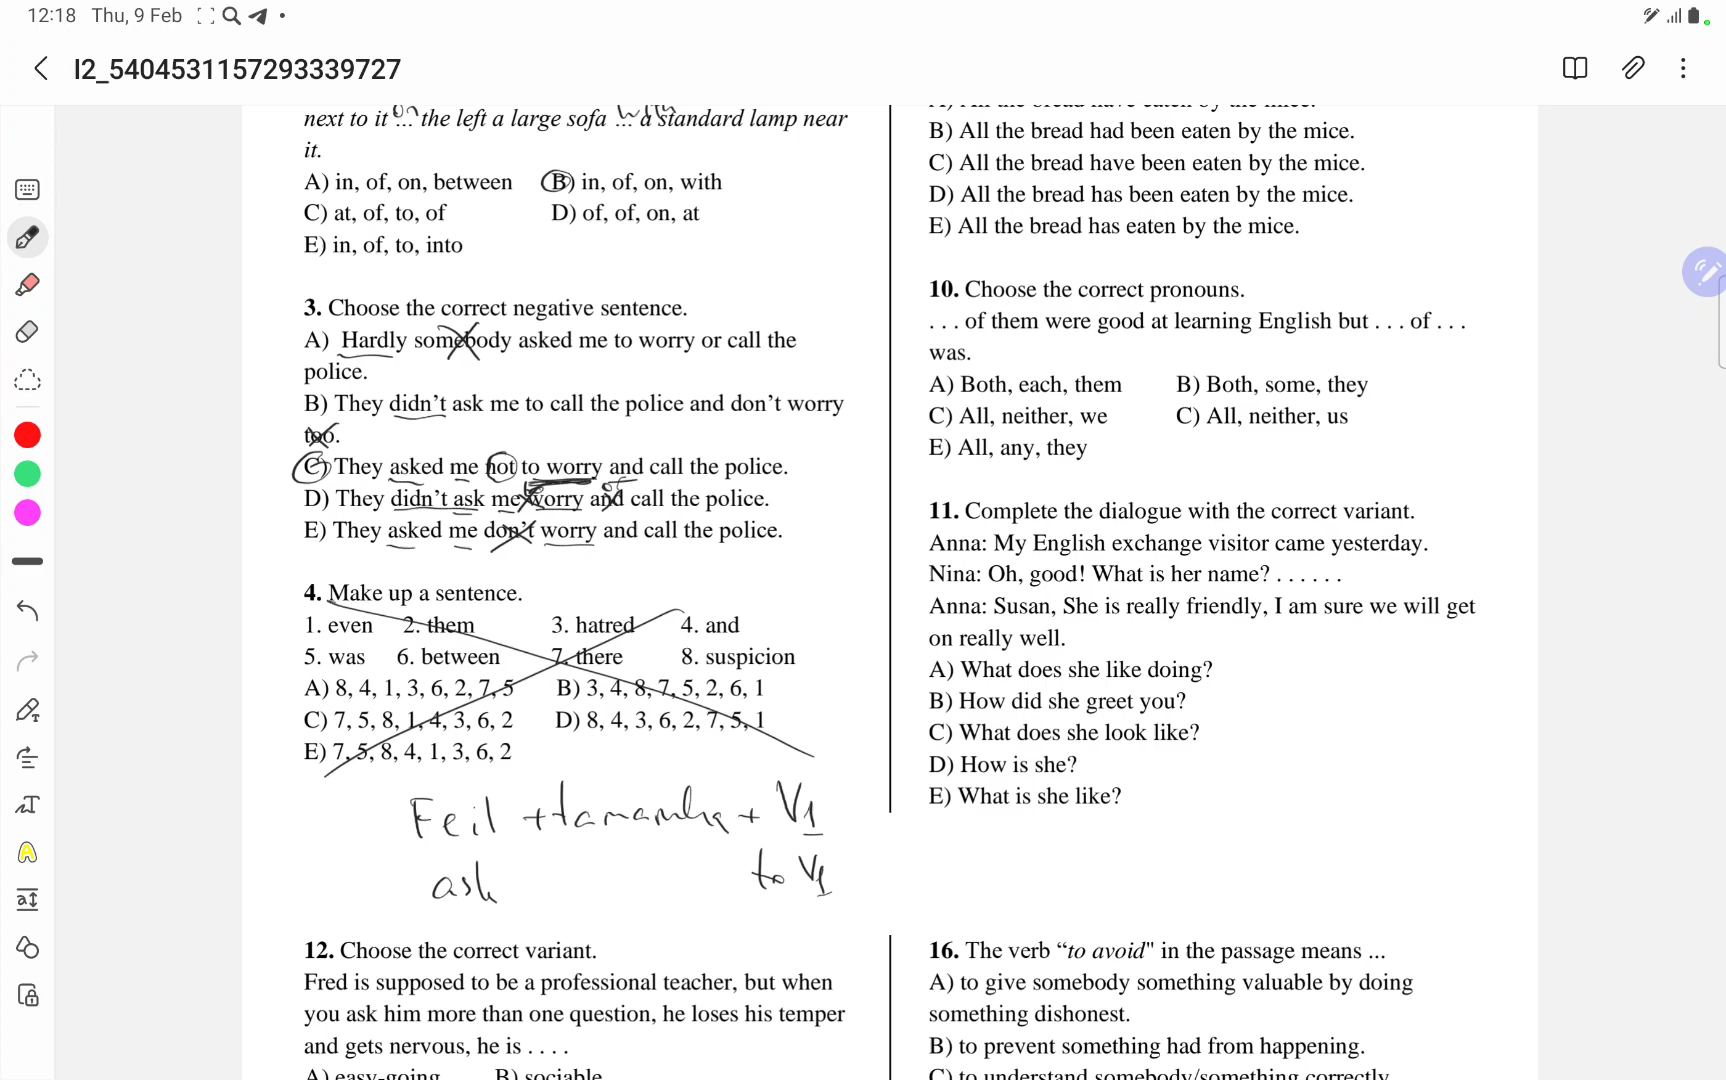 12:18 Thu, 9 Feb
I2_5404531157293339727
next to it ... the left a large sofa ... a standard lamp near
on with
it.
A) in, of, on, between B) in, of, on, with
C) at, of, to, of D) of, of, on, at
E) in, of, to, into
3. Choose the correct negative sentence.
A) Hardly somebody asked me to worry or call the
police.
B) They didn’t ask me to call the police and don’t worry
too.
C) They asked me not to worry and call the police.
D) They didn’t ask me worry and call the police.
E) They asked me don’t worry and call the police.
4. Make up a sentence.
1. even 2. them 3. hatred 4. and
5. was 6. between 7. there 8. suspicion
A) 8, 4, 1, 3, 6, 2, 7, 5 B) 3, 4, 8, 7, 5, 2, 6, 1
C) 7, 5, 8, 1, 4, 3, 6, 2 D) 8, 4, 3, 6, 2, 7, 5, 1
E) 7, 5, 8, 4, 1, 3, 6, 2
Feil + tamamlıq + V1
ask to V1
B) All the bread had been eaten by the mice.
C) All the bread have been eaten by the mice.
D) All the bread has been eaten by the mice.
E) All the bread has eaten by the mice.
10. Choose the correct pronouns.
. . . of them were good at learning English but . . . of . . .
was.
A) Both, each, them B) Both, some, they
C) All, neither, we C) All, neither, us
E) All, any, they
11. Complete the dialogue with the correct variant.
Anna: My English exchange visitor came yesterday.
Nina: Oh, good! What is her name? . . . . . .
Anna: Susan, She is really friendly, I am sure we will get
on really well.
A) What does she like doing?
B) How did she greet you?
C) What does she look like?
D) How is she?
E) What is she like?
12. Choose the correct variant.
Fred is supposed to be a professional teacher, but when
you ask him more than one question, he loses his temper
and gets nervous, he is . . . .
A) easy-going B) sociable
16. The verb “to avoid" in the passage means ...
A) to give somebody something valuable by doing
something dishonest.
B) to prevent something had from happening.
C) to understand somebody/something correctly